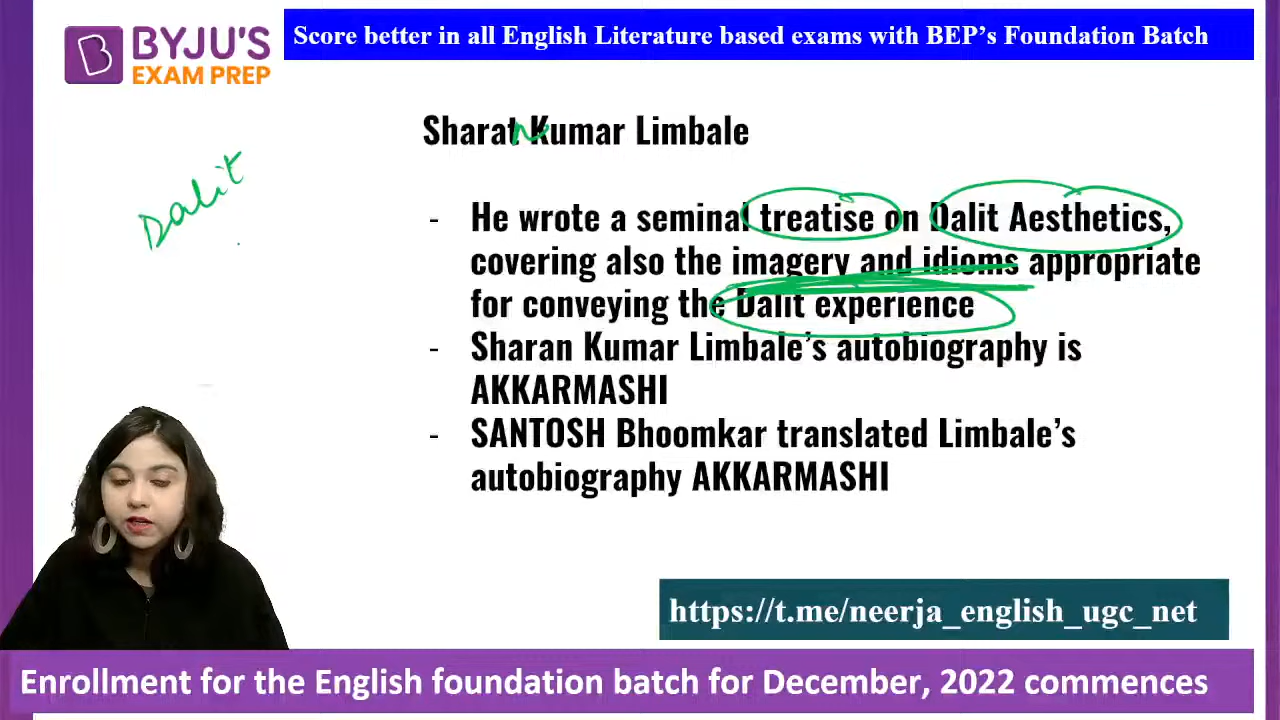 BYJU'S
EXAM PREP
Score better in all English Literature based exams with BEP's Foundation Batch
Sharat Kumar Limbale
n
Dalit
- He wrote a seminal treatise on Dalit Aesthetics,
covering also the imagery and idioms appropriate
for conveying the Dalit experience
- Sharan Kumar Limbale's autobiography is
AKKARMASHI
- SANTOSH Bhoomkar translated Limbale's
autobiography AKKARMASHI
https://t.me/neerja_english_ugc_net
Enrollment for the English foundation batch for December, 2022 commences